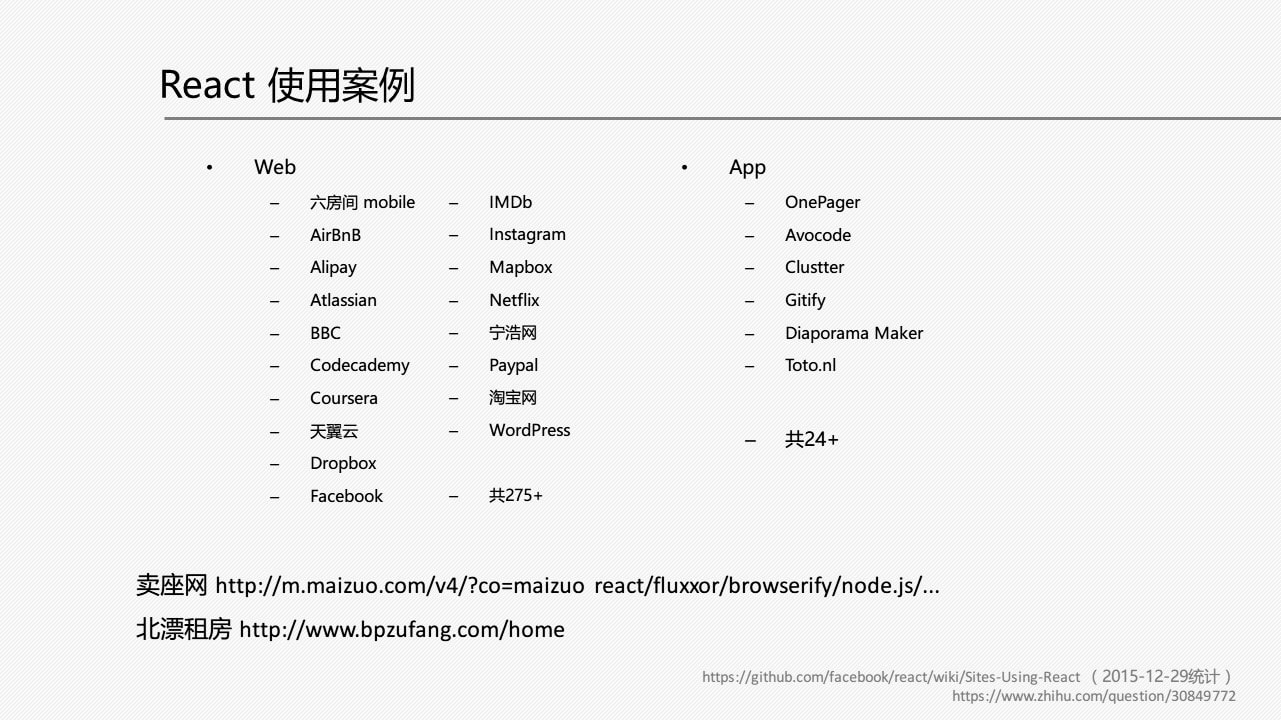 React 使用案例
• Web
– 六房间 mobile
– AirBnB
– Alipay
– Atlassian
– BBC
– Codecademy
– Coursera
– 天翼云
– Dropbox
– Facebook
– IMDb
– Instagram
– Mapbox
– Netflix
– 宁浩网
– Paypal
– 淘宝网
– WordPress
– 共275+
• App
– OnePager
– Avocode
– Clustter
– Gitify
– Diaporama Maker
– Toto.nl
– 共24+
卖座网 http://m.maizuo.com/v4/?co=maizuo react/fluxxor/browserify/node.js/...
北漂租房 http://www.bpzufang.com/home
https://github.com/facebook/react/wiki/Sites-Using-React （2015-12-29统计）
https://www.zhihu.com/question/30849772